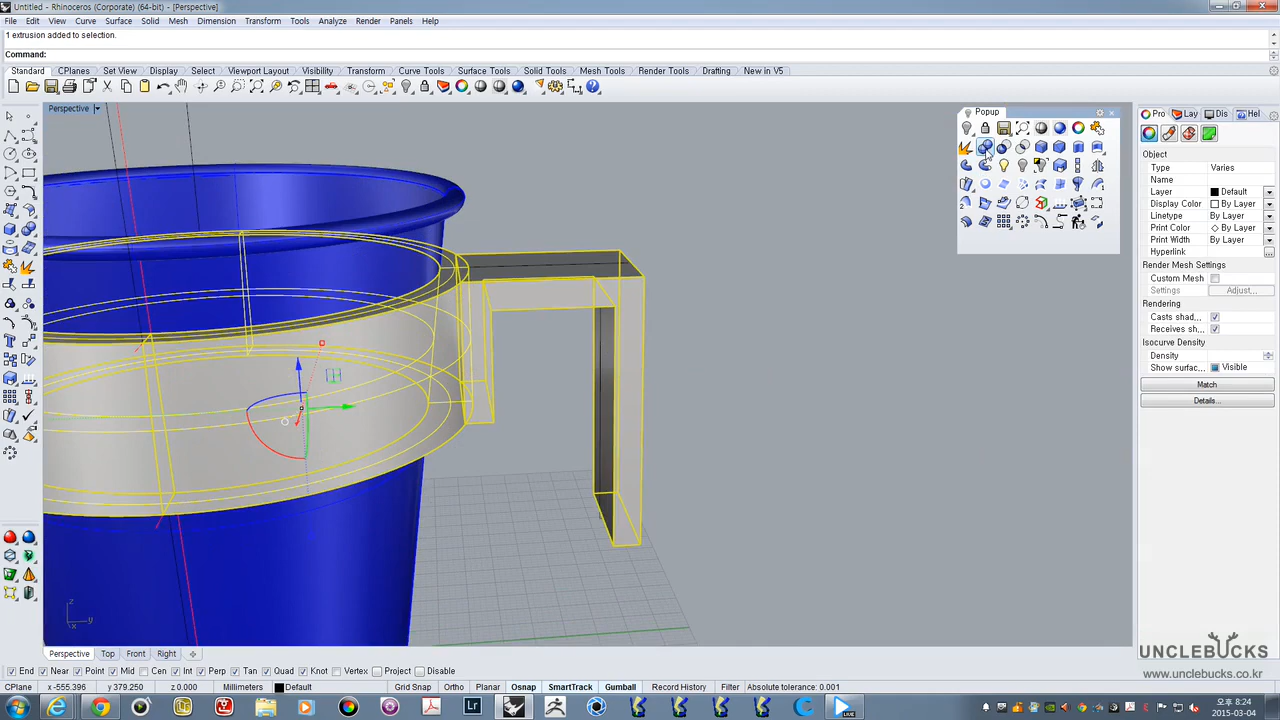 Untitled - Rhinoceros (Corporate) (64-bit) - [Perspective]
File Edit View Curve Surface Solid Mesh Dimension Transform Tools Analyze Render Panels Help
1 extrusion added to selection.
Command:
Standard CPlanes Set View Display Select Viewport Layout Visibility Transform Curve Tools Surface Tools Solid Tools Mesh Tools Render Tools Drafting New in V5
Perspective
Popup
Pro Lay Dis Hel
Object
Type Varies
Name
Layer Default
Display Color By Layer
Linetype By Layer
Print Color By Layer
Print Width By Layer
Hyperlink ...
Render Mesh Settings
Custom Mesh
Settings Adjust...
Rendering
Casts shad...
Receives sh...
Isocurve Density
Density
Show surfac... Visible
Match
Details...
z
y
x
Perspective Top Front Right
UNCLEBUCKS
www.unclebucks.co.kr
End Near Point Mid Cen Int Perp Tan Quad Knot Vertex Project Disable
CPlane x -555.396 y 379.250 z 0.000 Millimeters Default Grid Snap Ortho Planar Osnap SmartTrack Gumball Record History Filter Absolute tolerance: 0.001
Lr
LIVE
오후 8:24
2015-03-04